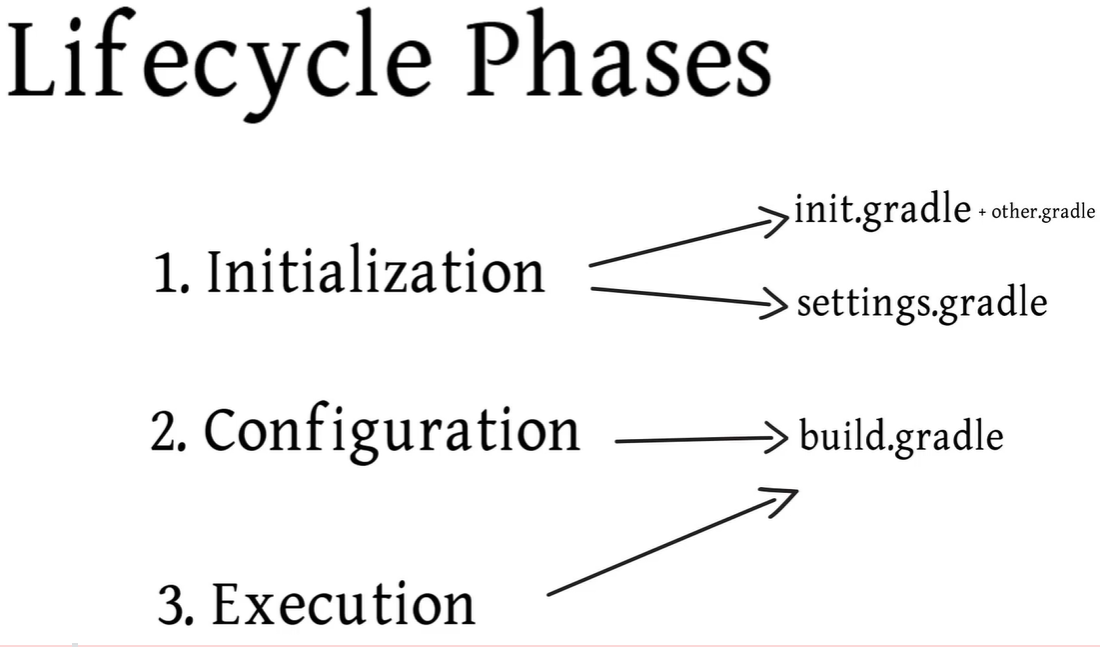 Lifecycle Phases
init.gradle + other.gradle
1. Initialization
settings.gradle
2. Configuration
build.gradle
3. Execution